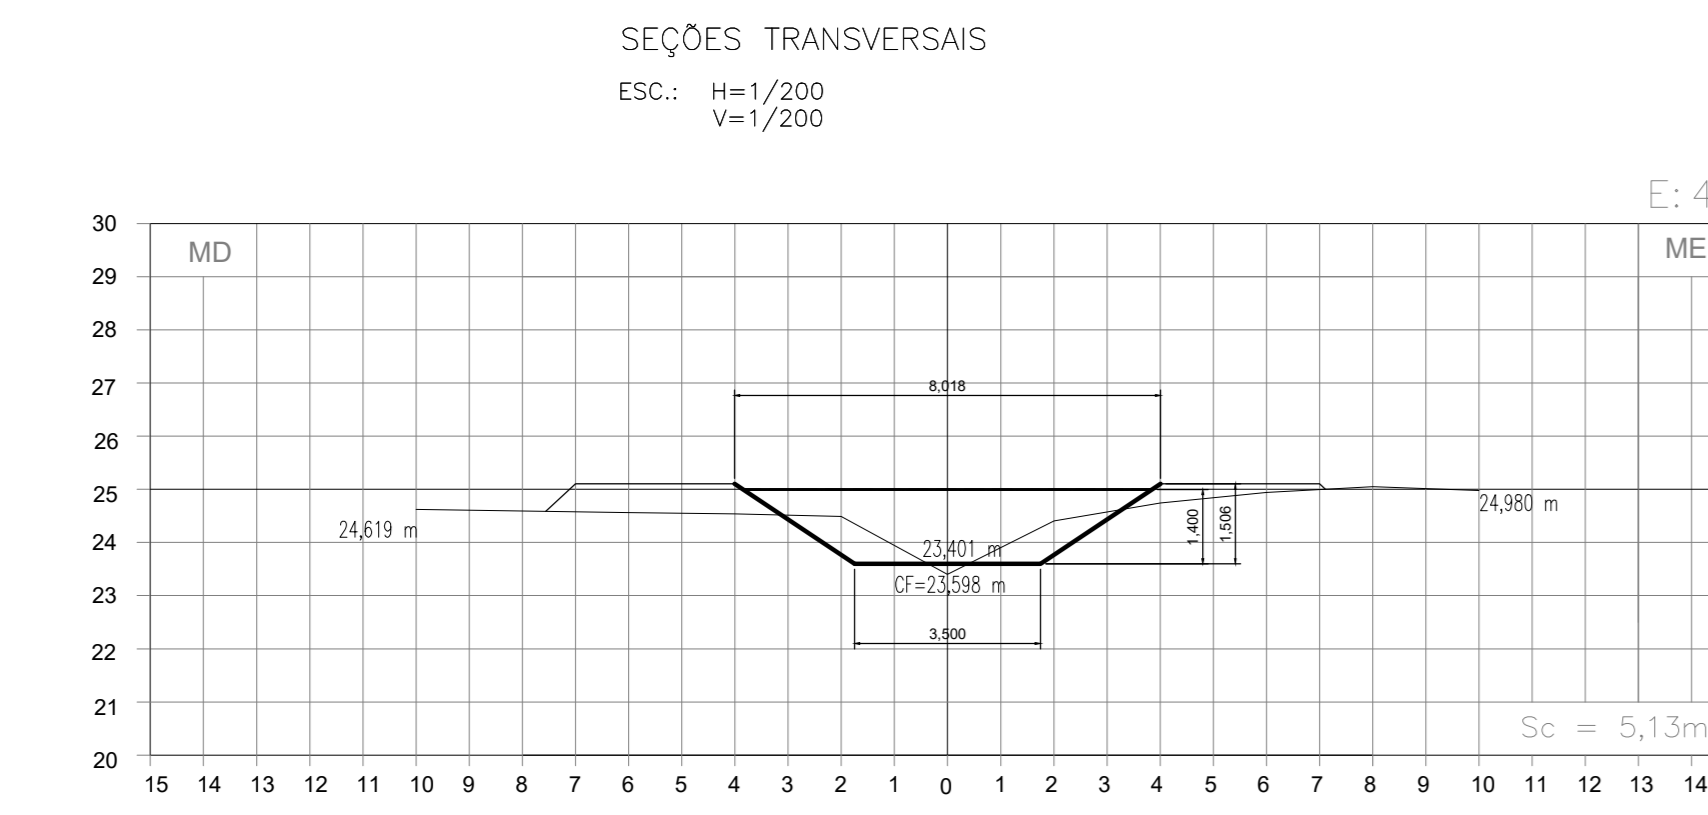 SEÇÕES TRANSVERSAIS
ESC.: H=1/200
V=1/200
E: 4
30
MD
ME
29
28
27
8,018
26
25
24,980 m
24,619 m
1,400
1,506
24
23,401 m
CF=23,598 m
23
3,500
22
21
Sc = 5,13m
20
15 14 13 12 11 10 9 8 7 6 5 4 3 2 1 0 1 2 3 4 5 6 7 8 9 10 11 12 13 14